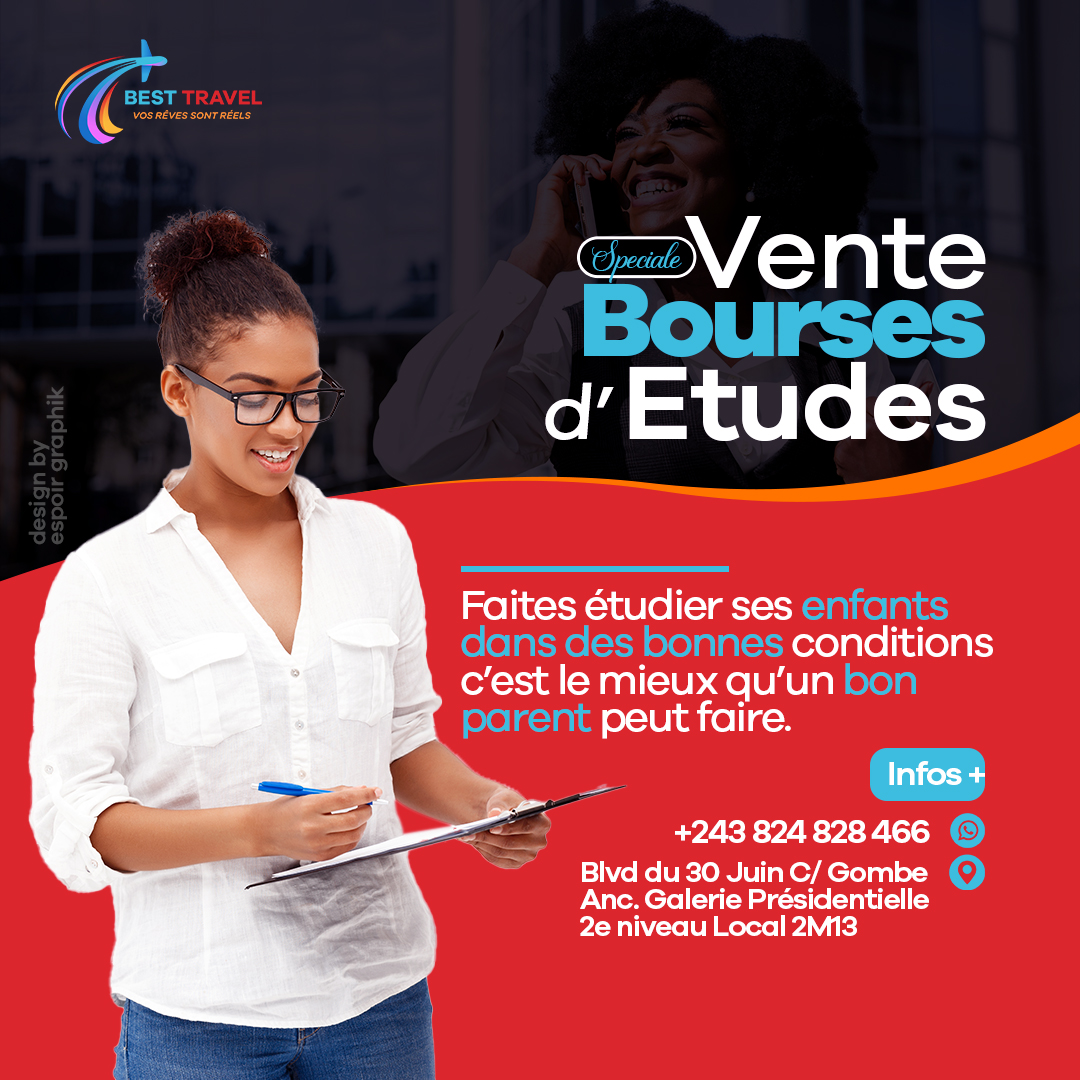 BEST TRAVEL
VOS RÊVES SONT RÉELS
Speciale Vente
Bourses
d' Etudes
design by
espoir graphik
Faites étudier ses enfants
dans des bonnes conditions
c'est le mieux qu'un bon
parent peut faire.
Infos +
+243 824 828 466
Blvd du 30 Juin C/ Gombe
Anc. Galerie Présidentielle
2e niveau Local 2M13